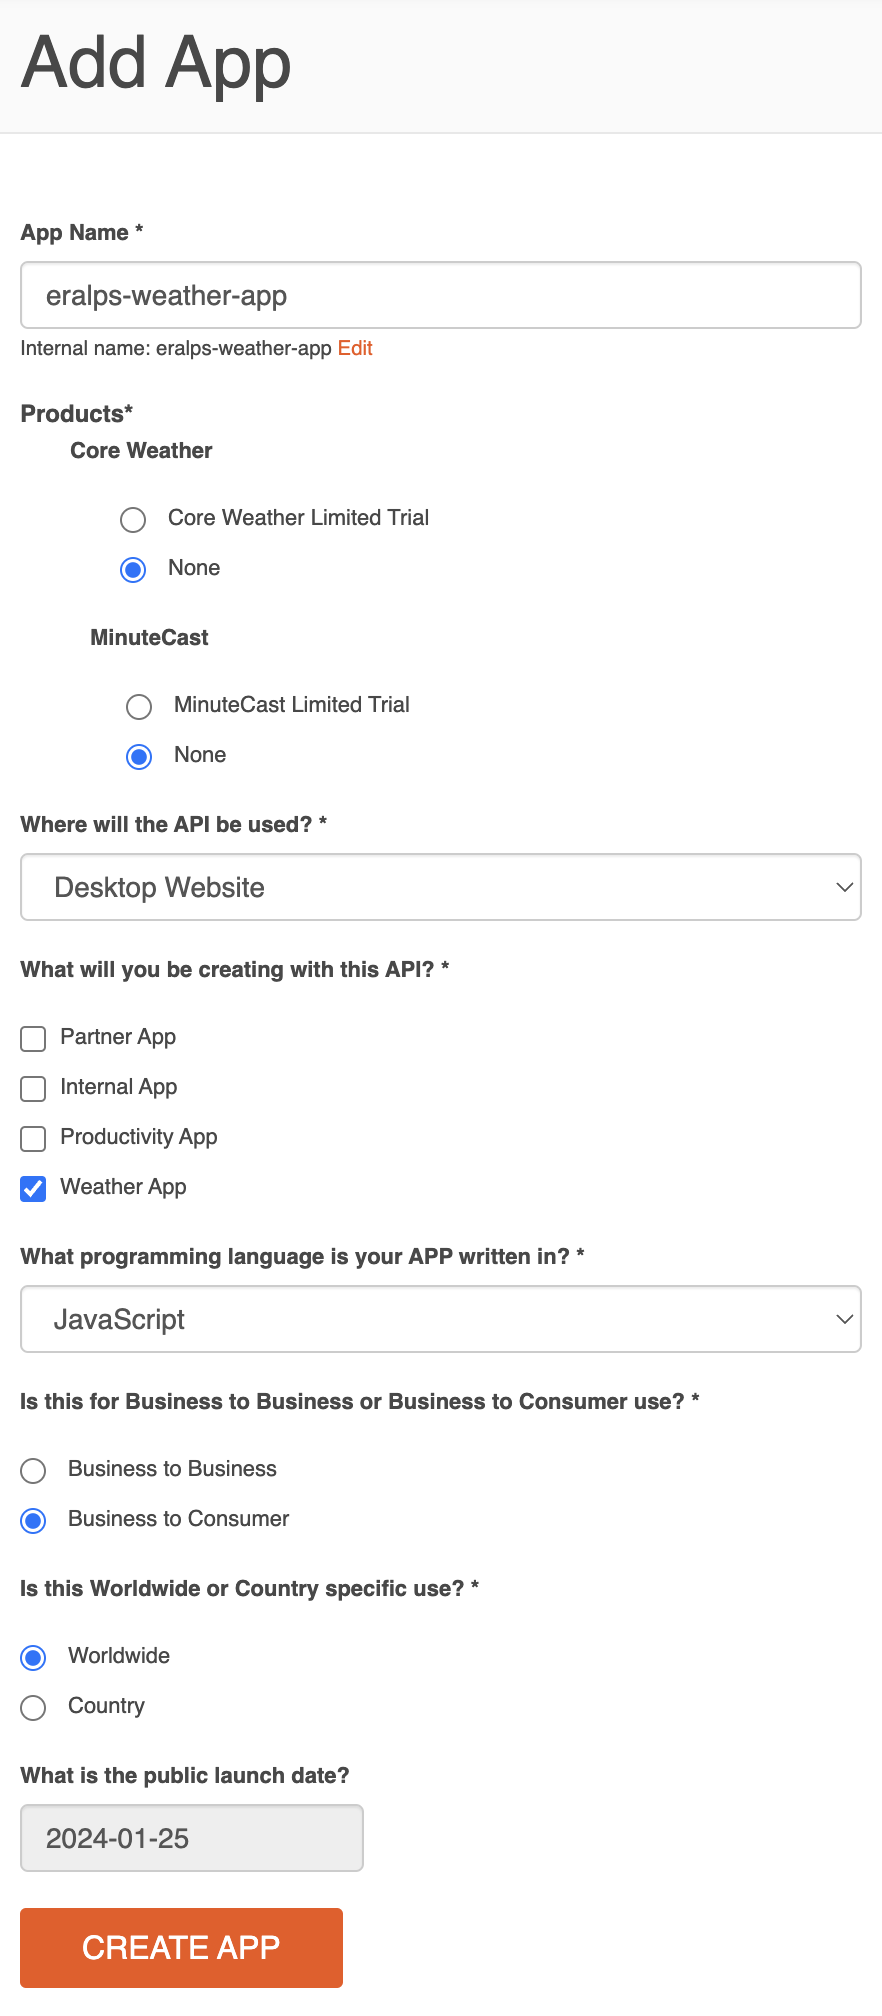 Add App
App Name *
eralps-weather-app
Internal name: eralps-weather-app Edit
Products*
Core Weather
Core Weather Limited Trial
None
MinuteCast
MinuteCast Limited Trial
None
Where will the API be used? *
Desktop Website
What will you be creating with this API? *
Partner App
Internal App
Productivity App
Weather App
What programming language is your APP written in? *
JavaScript
Is this for Business to Business or Business to Consumer use? *
Business to Business
Business to Consumer
Is this Worldwide or Country specific use? *
Worldwide
Country
What is the public launch date?
2024-01-25
CREATE APP